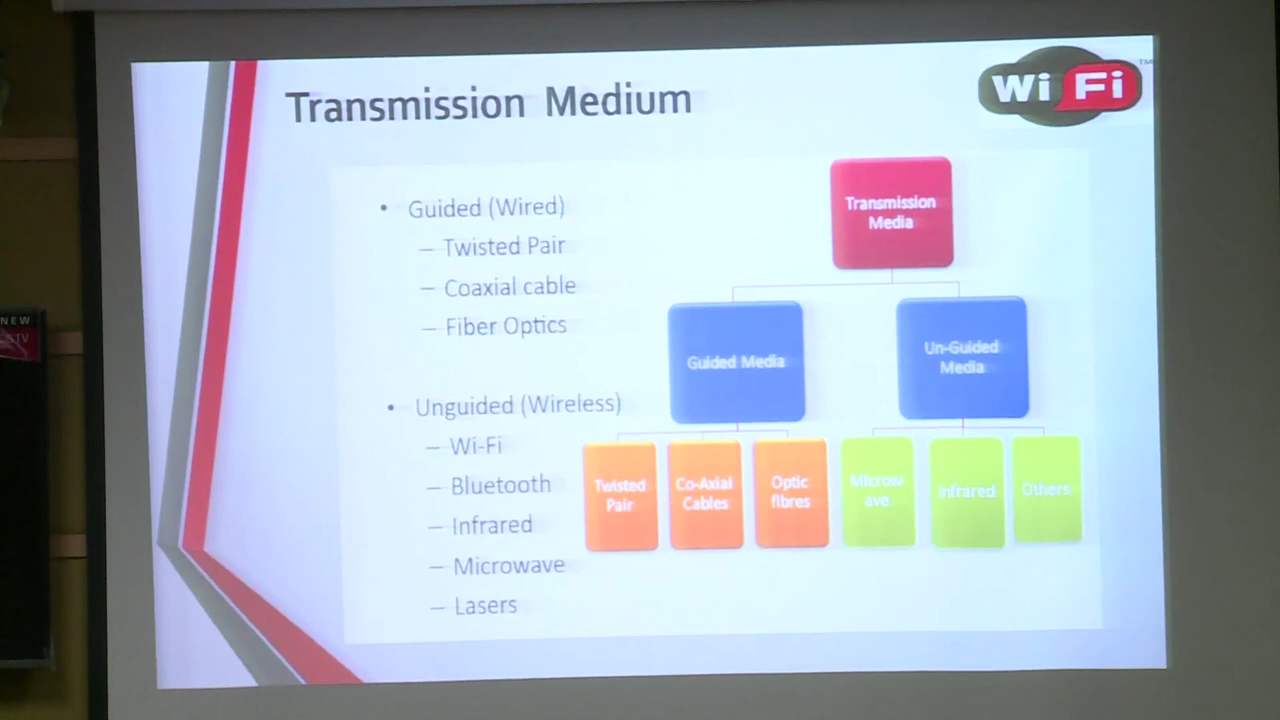 Transmission Medium
Wi Fi
TM
• Guided (Wired)
– Twisted Pair
– Coaxial cable
– Fiber Optics
• Unguided (Wireless)
– Wi-Fi
– Bluetooth
– Infrared
– Microwave
– Lasers
Transmission
Media
Guided Media
Un-Guided
Media
Twisted
Pair
Co-Axial
Cables
Optic
fibres
Microw
ave
Infrared
Others
NEW